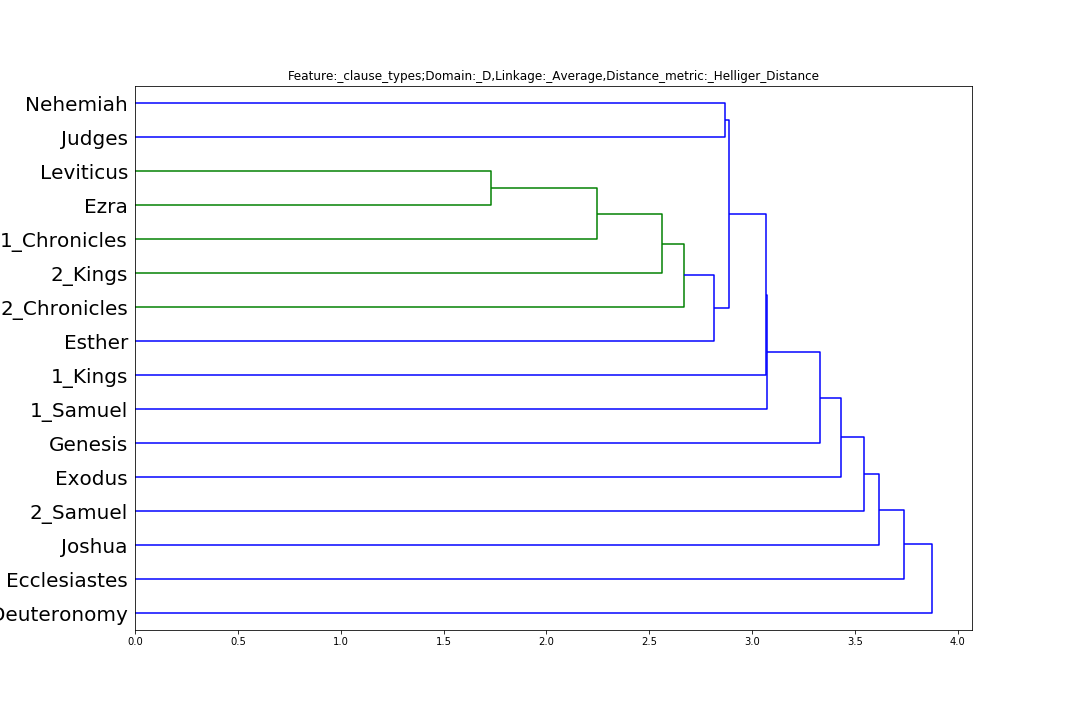 Feature:_clause_types;Domain:_D,Linkage:_Average,Distance_metric:_Helliger_Distance
Nehemiah
Judges
Leviticus
Ezra
1_Chronicles
2_Kings
2_Chronicles
Esther
1_Kings
1_Samuel
Genesis
Exodus
2_Samuel
Joshua
Ecclesiastes
Deuteronomy
0.0 0.5 1.0 1.5 2.0 2.5 3.0 3.5 4.0